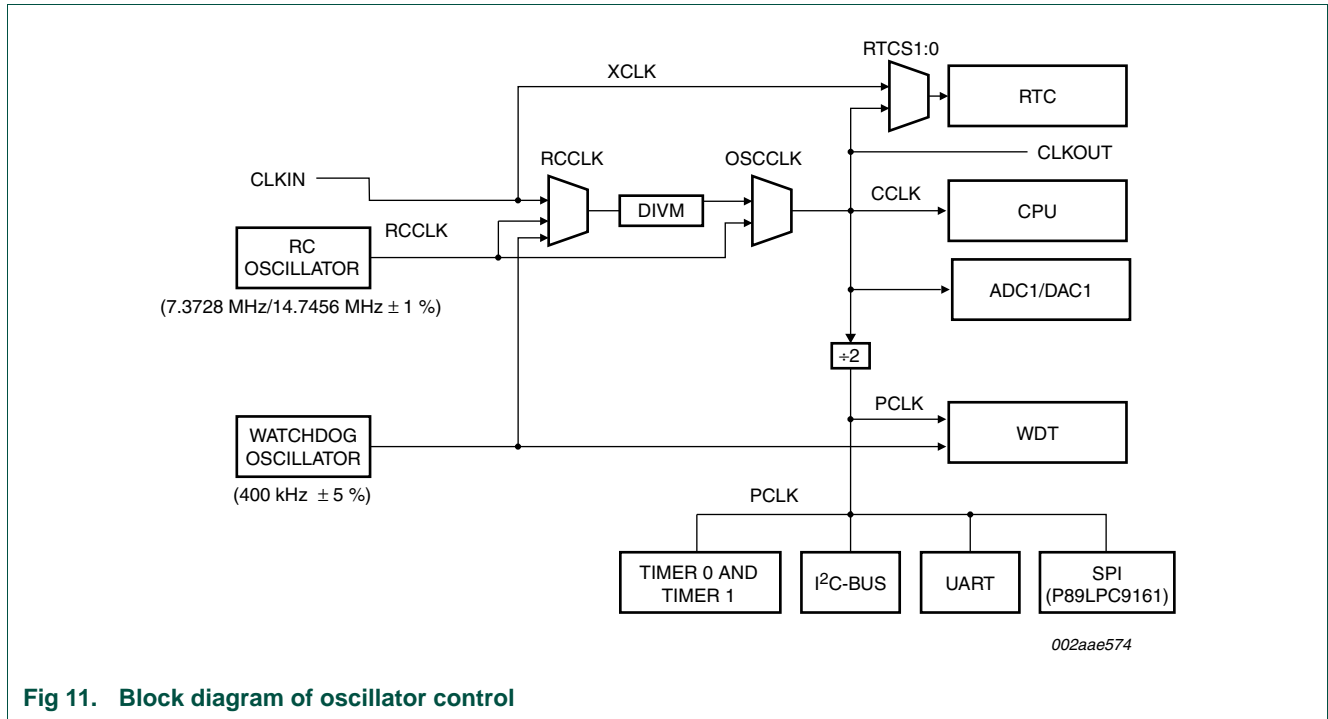 RTCS1:0
XCLK
RTC
RCCLK
OSCCLK
CLKOUT
CLKIN
CCLK
DIVM
CPU
RCCLK
RC
OSCILLATOR
(7.3728 MHz/14.7456 MHz ± 1 %)
ADC1/DAC1
÷2
PCLK
WATCHDOG
OSCILLATOR
WDT
(400 kHz ± 5 %)
PCLK
TIMER 0 AND
TIMER 1
I²C-BUS
UART
SPI
(P89LPC9161)
002aae574
Fig 11. Block diagram of oscillator control